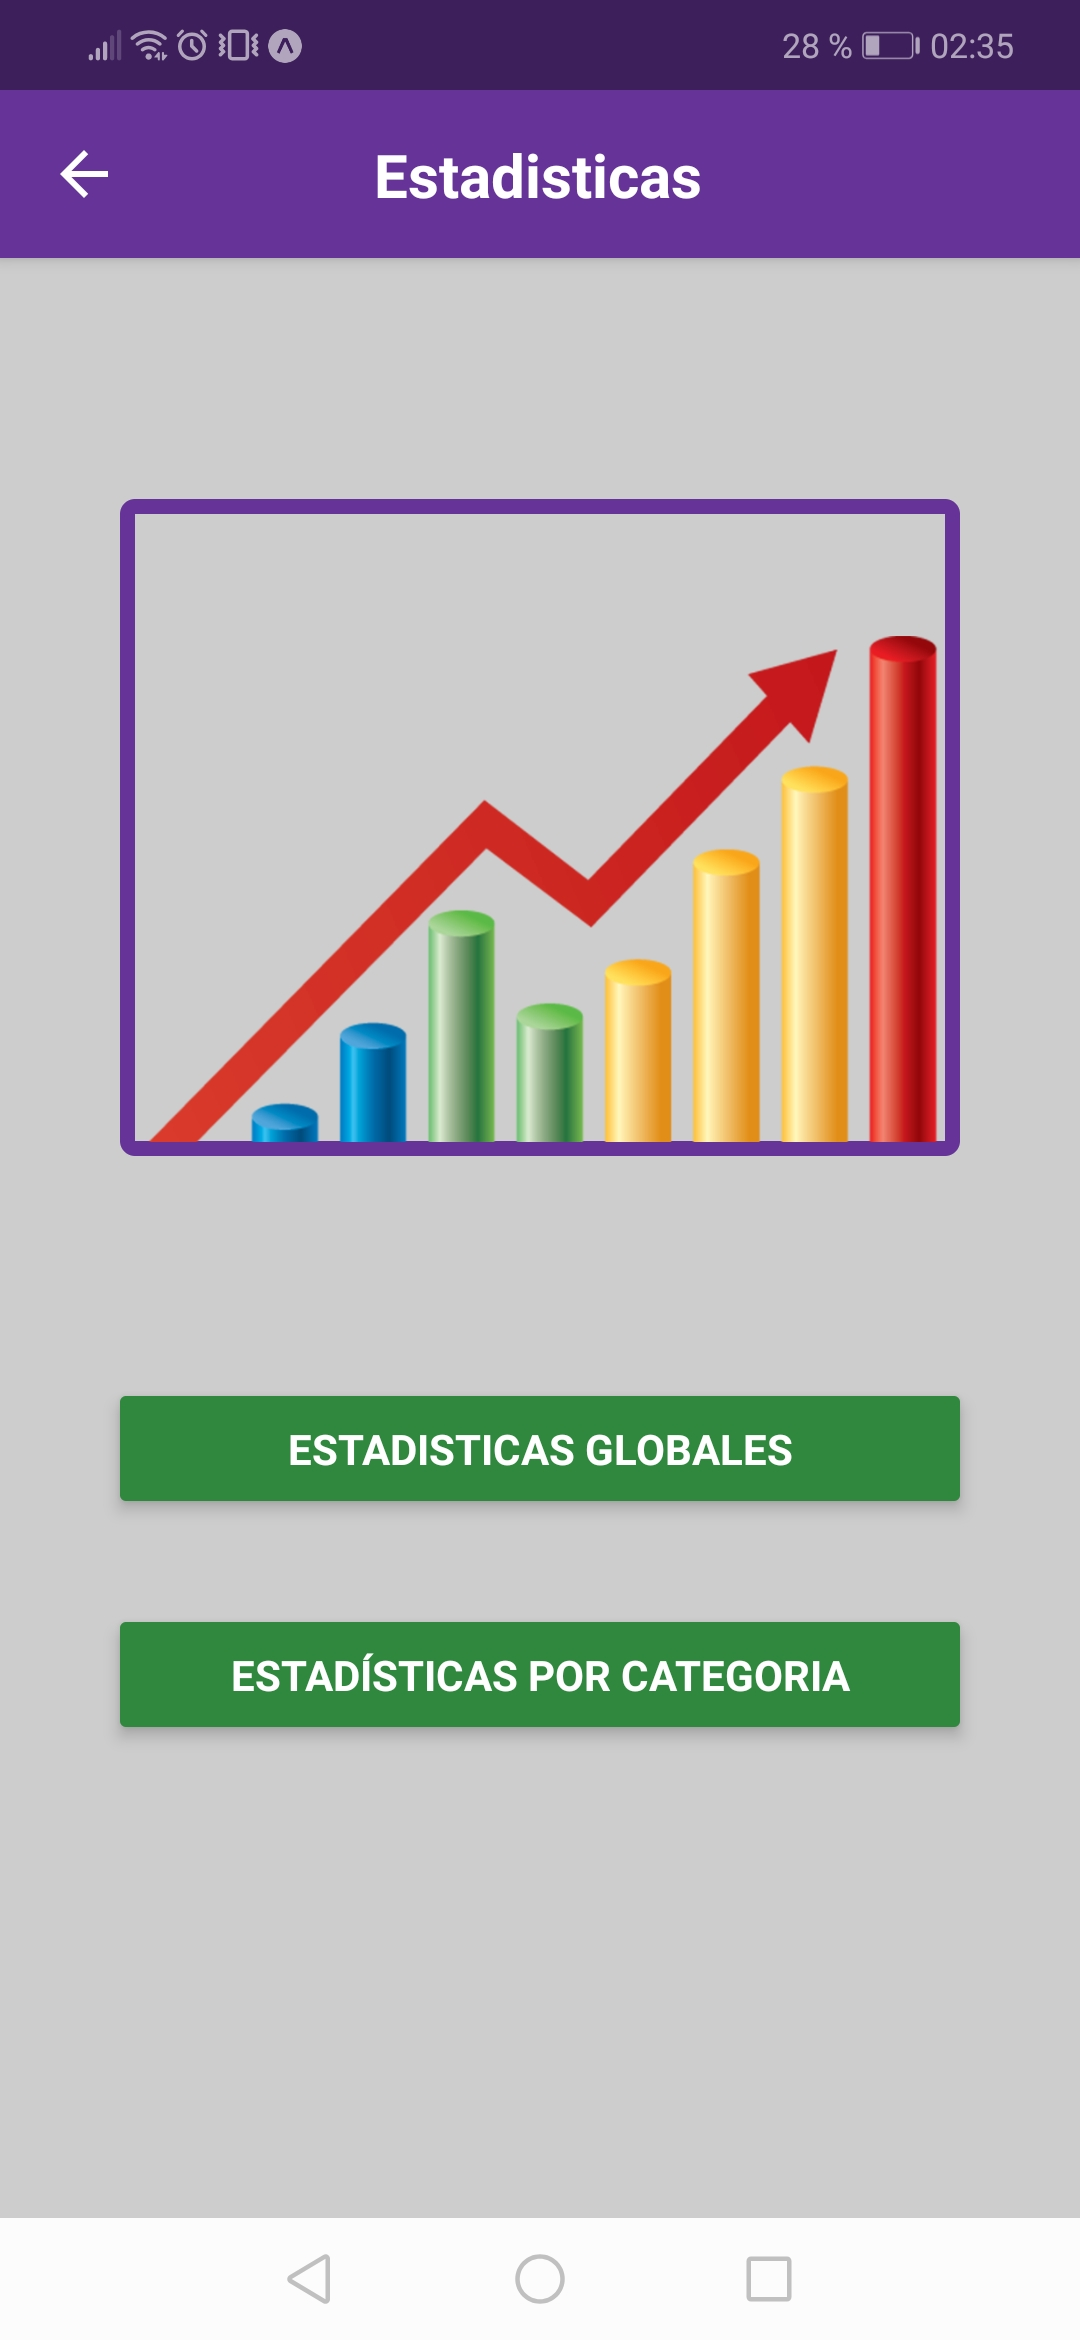 28 % 02:35
Estadisticas
ESTADISTICAS GLOBALES
ESTADÍSTICAS POR CATEGORIA